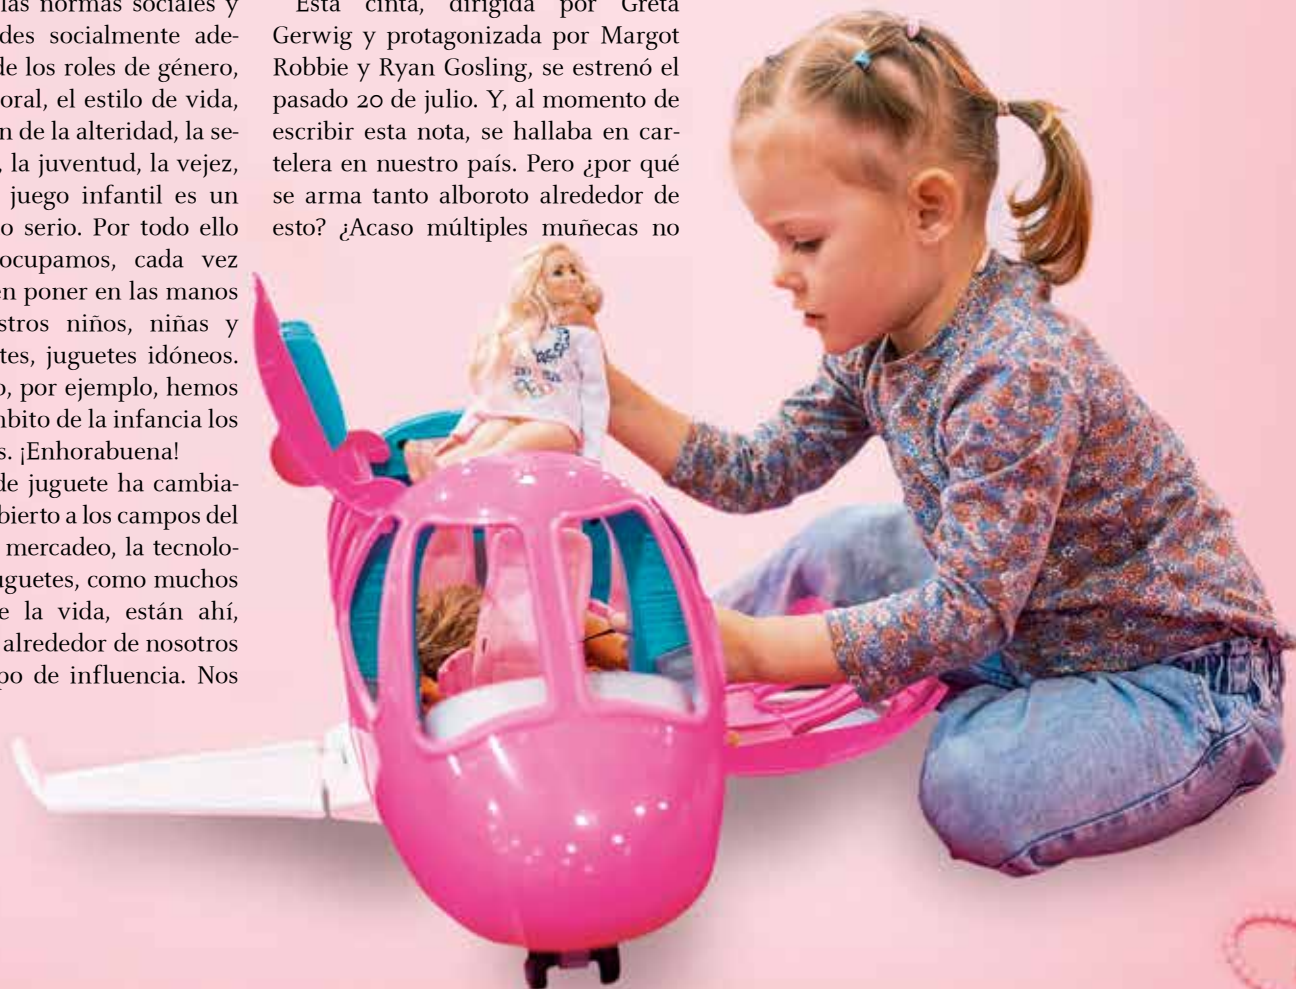 las normas sociales y
des socialmente ade-
de los roles de género,
oral, el estilo de vida,
n de la alteridad, la se-
, la juventud, la vejez,
juego infantil es un
o serio. Por todo ello
ocupamos, cada vez
en poner en las manos
stros niños, niñas y
tes, juguetes idóneos.
o, por ejemplo, hemos
nbito de la infancia los
s. ¡Enhorabuena!
de juguete ha cambia-
bierto a los campos del
mercadeo, la tecnolo-
uguetes, como muchos
e la vida, están ahí,
alrededor de nosotros
po de influencia. Nos
Esta cinta, dirigida por Greta
Gerwig y protagonizada por Margot
Robbie y Ryan Gosling, se estrenó el
pasado 20 de julio. Y, al momento de
escribir esta nota, se hallaba en car-
telera en nuestro país. Pero ¿por qué
se arma tanto alboroto alrededor de
esto? ¿Acaso múltiples muñecas no